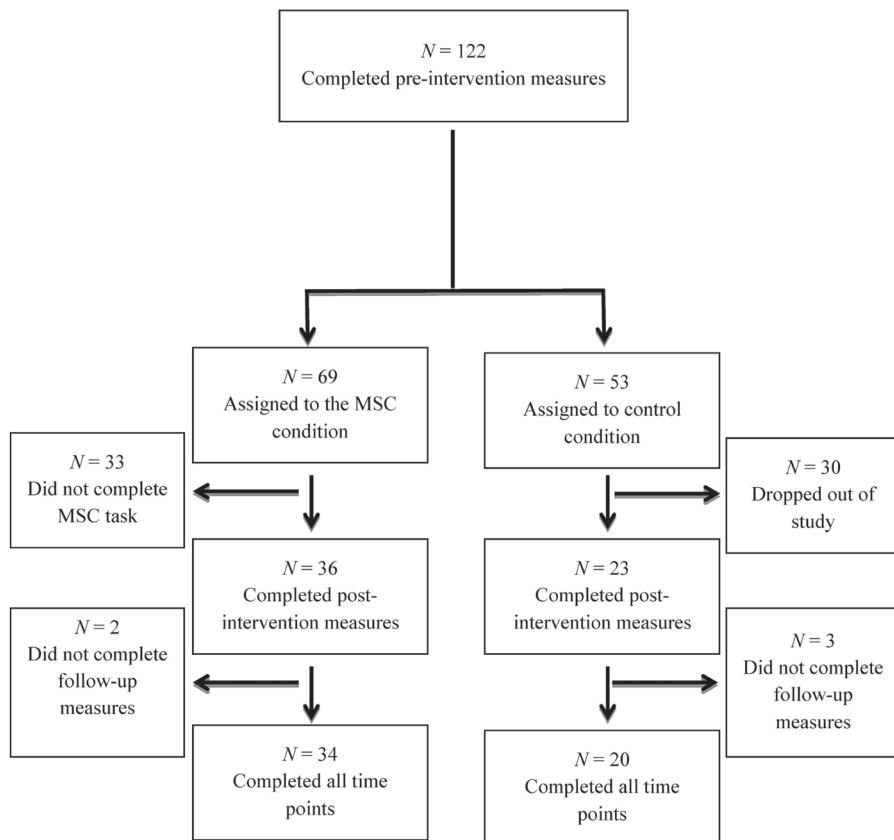 N = 122
Completed pre-intervention measures
N = 69
Assigned to the MSC
condition
N = 53
Assigned to control
condition
N = 33
Did not complete
MSC task
N = 30
Dropped out of
study
N = 36
Completed post-
intervention measures
N = 23
Completed post-
intervention measures
N = 2
Did not complete
follow-up
measures
N = 3
Did not complete
follow-up
measures
N = 34
Completed all time
points
N = 20
Completed all time
points